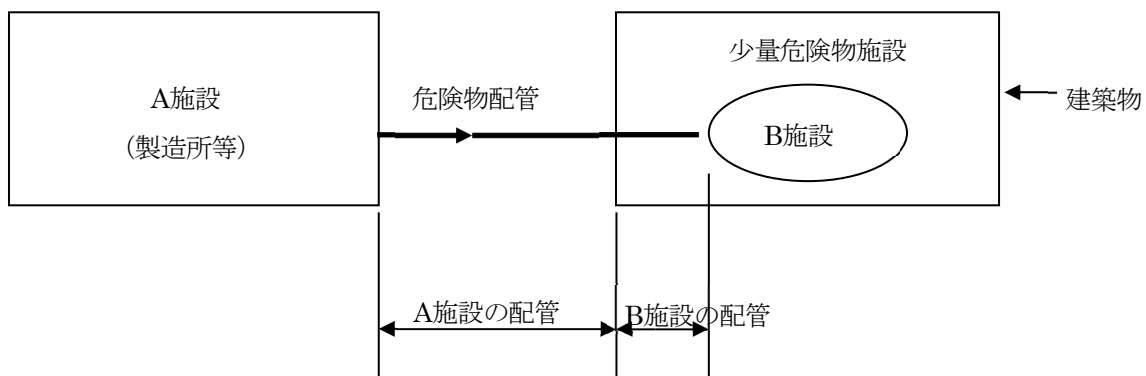 少量危険物施設
A施設
(製造所等)
危険物配管
B施設
建築物
A施設の配管
B施設の配管